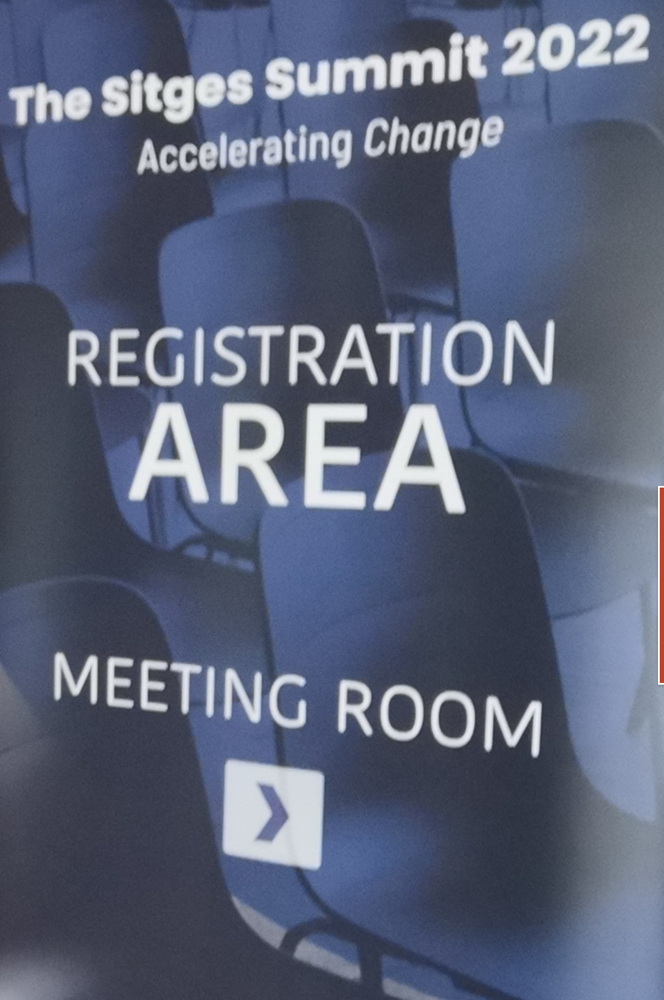 The Sitges Summit 2022
Accelerating Change
REGISTRATION
AREA
MEETING ROOM